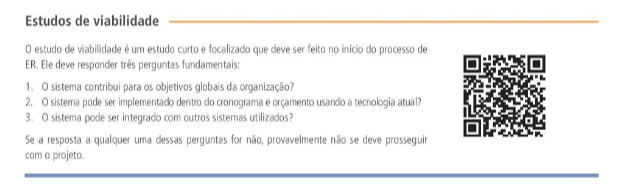 Estudos de viabilidade
O estudo de viabilidade é um estudo curto e focalizado que deve ser feito no início do processo de
ER. Ele deve responder três perguntas fundamentais:
1. O sistema contribui para os objetivos globais da organização?
2. O sistema pode ser implementado dentro do cronograma e orçamento usando a tecnologia atual?
3. O sistema pode ser integrado com outros sistemas utilizados?
Se a resposta a qualquer uma dessas perguntas for não, provavelmente não se deve prosseguir
com o projeto.